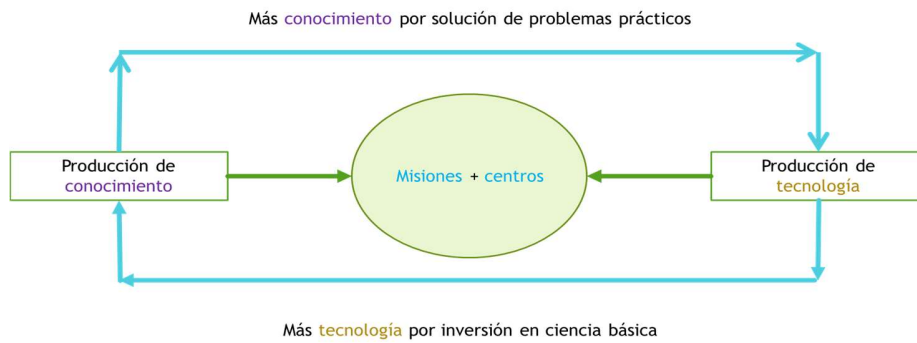 Más conocimiento por solución de problemas prácticos
Producción de
conocimiento
Misiones + centros
Producción de
tecnología
Más tecnología por inversión en ciencia básica